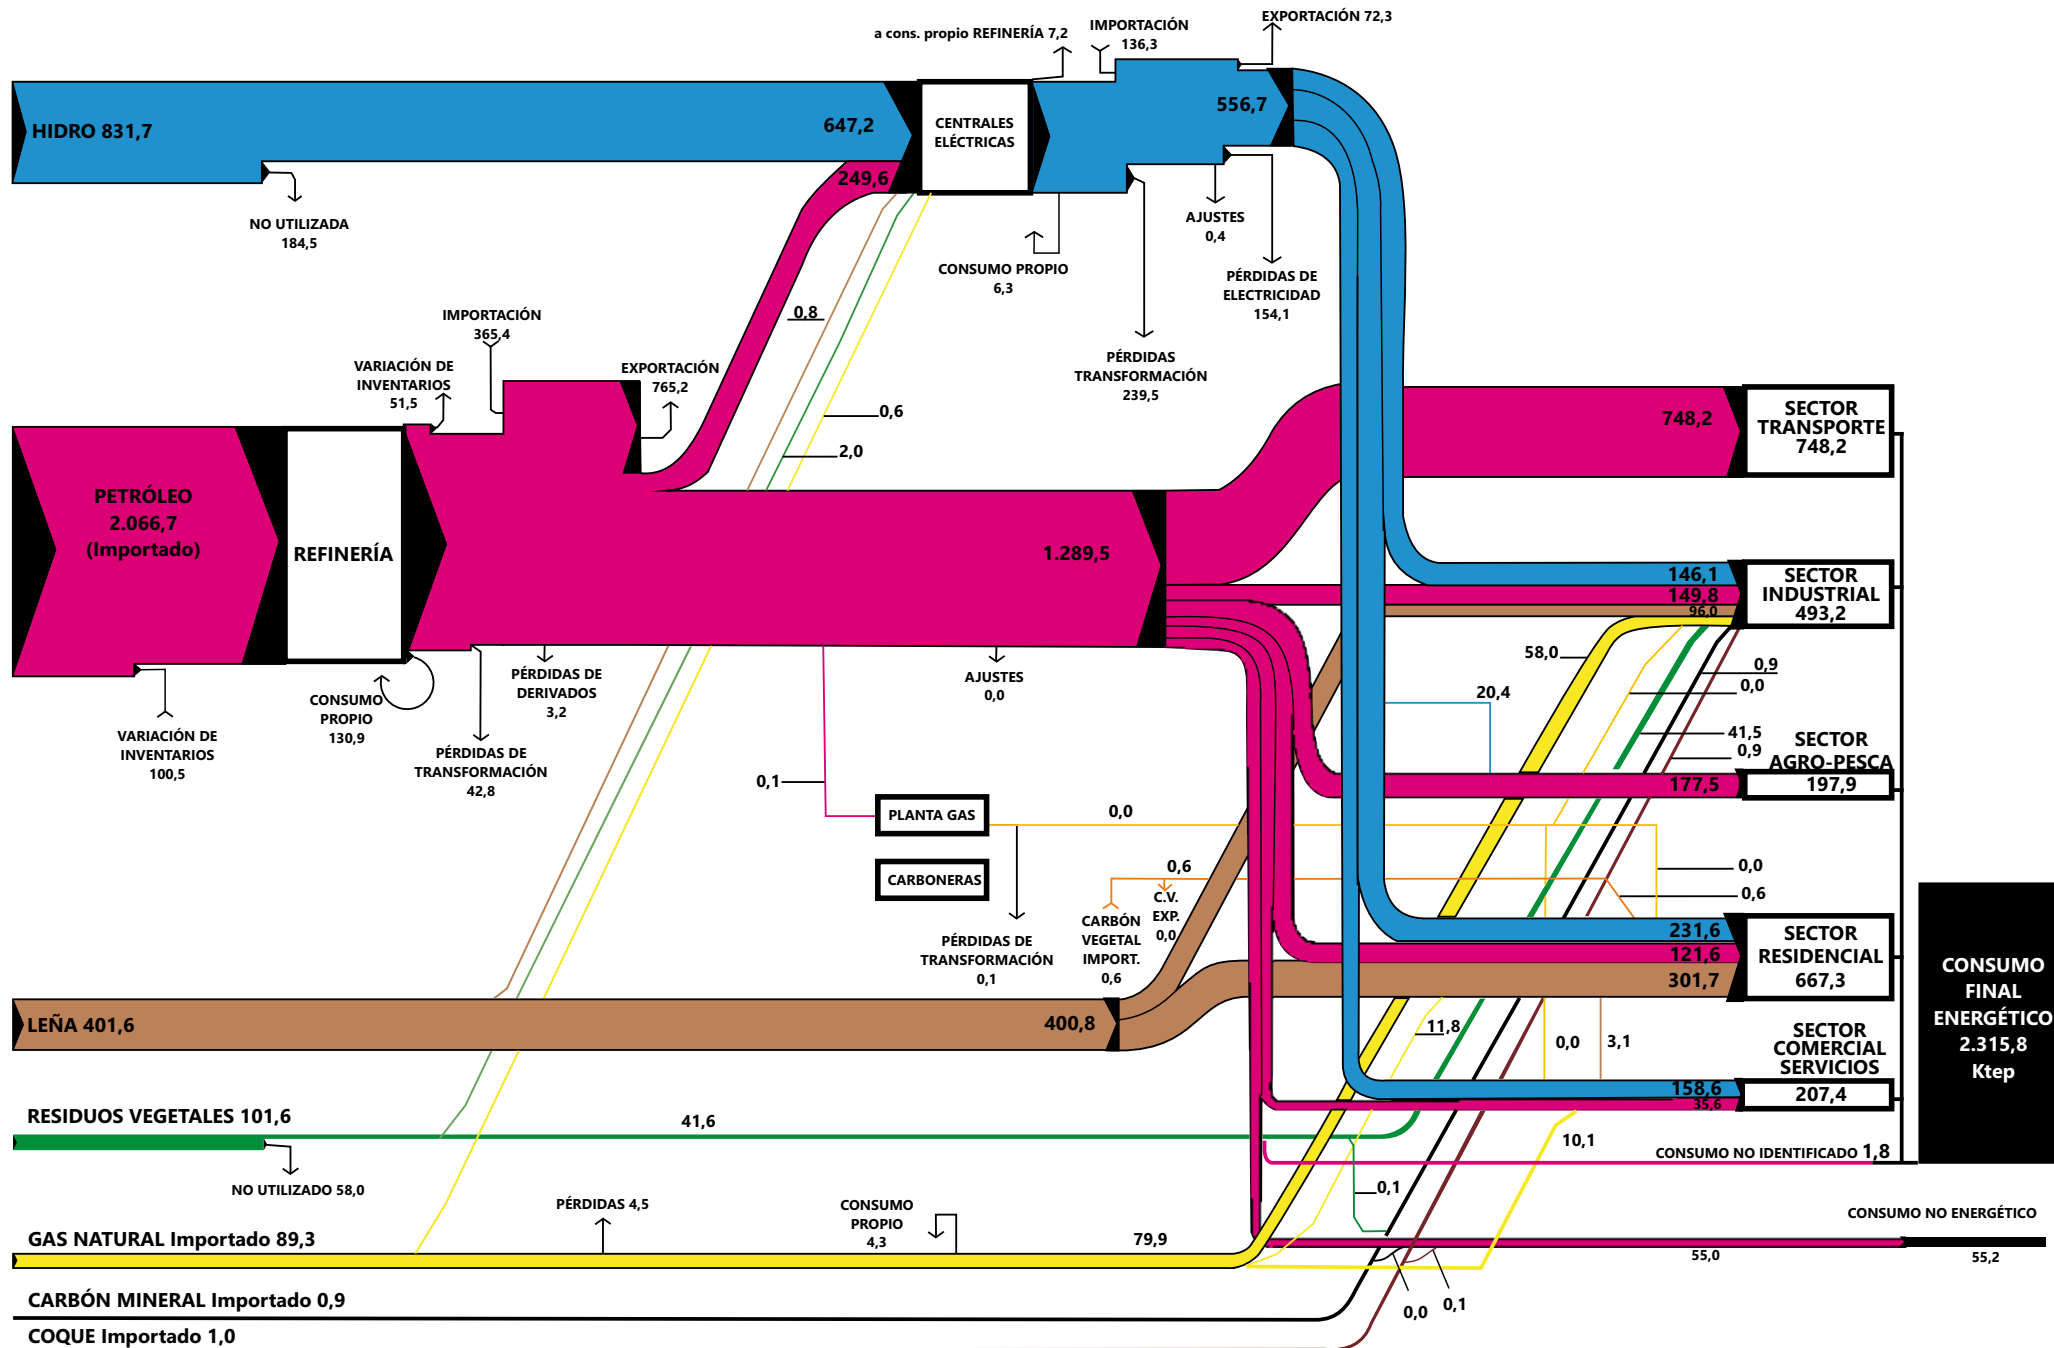 EXPORTACIÓN 72,3
IMPORTACIÓN
136,3
a cons. propio REFINERÍA 7,2
HIDRO 831,7
647,2
CENTRALES
ELÉCTRICAS
556,7
249,6
NO UTILIZADA
184,5
AJUSTES
0,4
CONSUMO PROPIO
6,3
PÉRDIDAS DE
ELECTRICIDAD
154,1
PÉRDIDAS
TRANSFORMACIÓN
239,5
0,8
0,6
2,0
IMPORTACIÓN
365,4
VARIACIÓN DE
INVENTARIOS
51,5
EXPORTACIÓN
765,2
PETRÓLEO
2.066,7
(Importado)
REFINERÍA
1.289,5
748,2
SECTOR
TRANSPORTE
748,2
146,1
149,8
96,0
SECTOR
INDUSTRIAL
493,2
58,0
0,9
0,0
20,4
41,5
0,9
VARIACIÓN DE
INVENTARIOS
100,5
CONSUMO
PROPIO
130,9
PÉRDIDAS DE
TRANSFORMACIÓN
42,8
PÉRDIDAS DE
DERIVADOS
3,2
AJUSTES
0,0
SECTOR
AGRO-PESCA
177,5
197,9
0,1
PLANTA GAS
0,0
CARBONERAS
0,6
0,0
0,6
C.V.
EXP.
0,0
CARBÓN
VEGETAL
IMPORT.
0,6
PÉRDIDAS DE
TRANSFORMACIÓN
0,1
231,6
121,6
301,7
SECTOR
RESIDENCIAL
667,3
CONSUMO
FINAL
ENERGÉTICO
2.315,8
Ktep
LEÑA 401,6
400,8
11,8
0,0
3,1
SECTOR
COMERCIAL
SERVICIOS
158,6
35,6
207,4
RESIDUOS VEGETALES 101,6
41,6
NO UTILIZADO 58,0
10,1
CONSUMO NO IDENTIFICADO 1,8
0,1
PÉRDIDAS 4,5
CONSUMO
PROPIO
4,3
GAS NATURAL Importado 89,3
79,9
CONSUMO NO ENERGÉTICO
55,0
55,2
CARBÓN MINERAL Importado 0,9
0,0
0,1
COQUE Importado 1,0